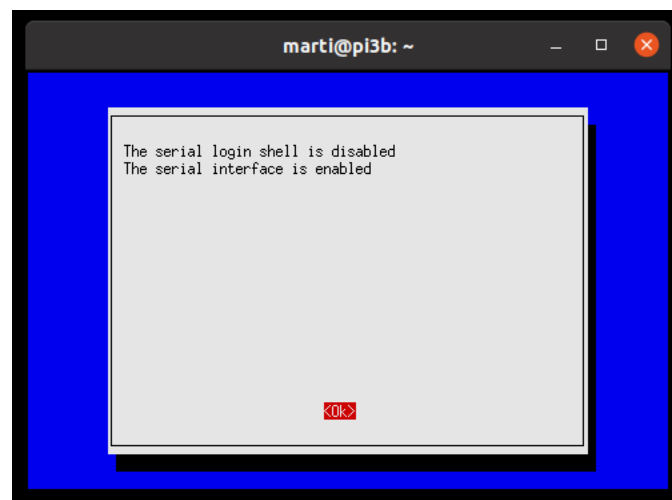 marti@pi3b: ~
The serial login shell is disabled
The serial interface is enabled
<Ok>